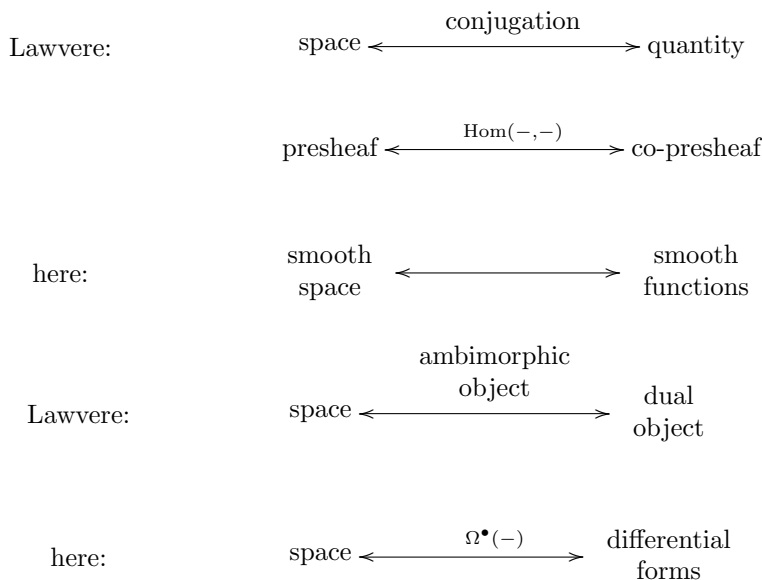 conjugation
Lawvere: space quantity
Hom(−,−)
presheaf co-presheaf
smooth smooth
here:
space functions
ambimorphic
object
dual
Lawvere: space
object
Ω•(−)
differential
here: space
forms